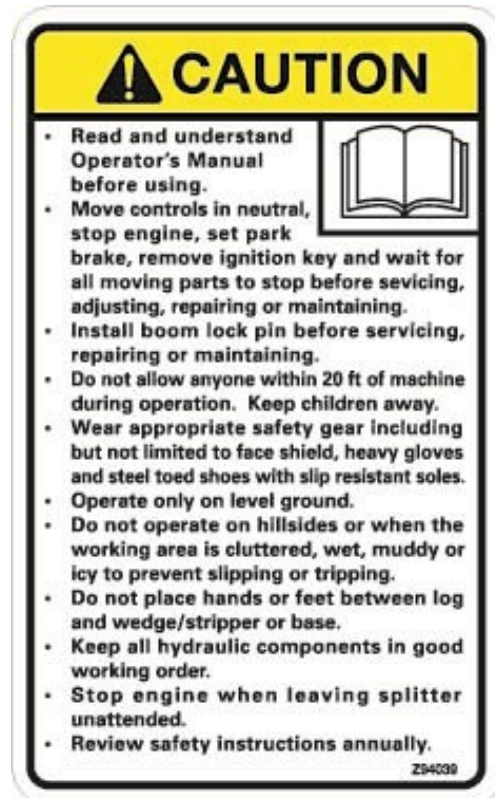 CAUTION
• Read and understand
Operator's Manual
before using.
• Move controls in neutral,
stop engine, set park
brake, remove ignition key and wait for
all moving parts to stop before sevicing,
adjusting, repairing or maintaining.
• Install boom lock pin before servicing,
repairing or maintaining.
• Do not allow anyone within 20 ft of machine
during operation. Keep children away.
• Wear appropriate safety gear including
but not limited to face shield, heavy gloves
and steel toed shoes with slip resistant soles.
• Operate only on level ground.
• Do not operate on hillsides or when the
working area is cluttered, wet, muddy or
icy to prevent slipping or tripping.
• Do not place hands or feet between log
and wedge/stripper or base.
• Keep all hydraulic components in good
working order.
• Stop engine when leaving splitter
unattended.
• Review safety instructions annually.
Z94039